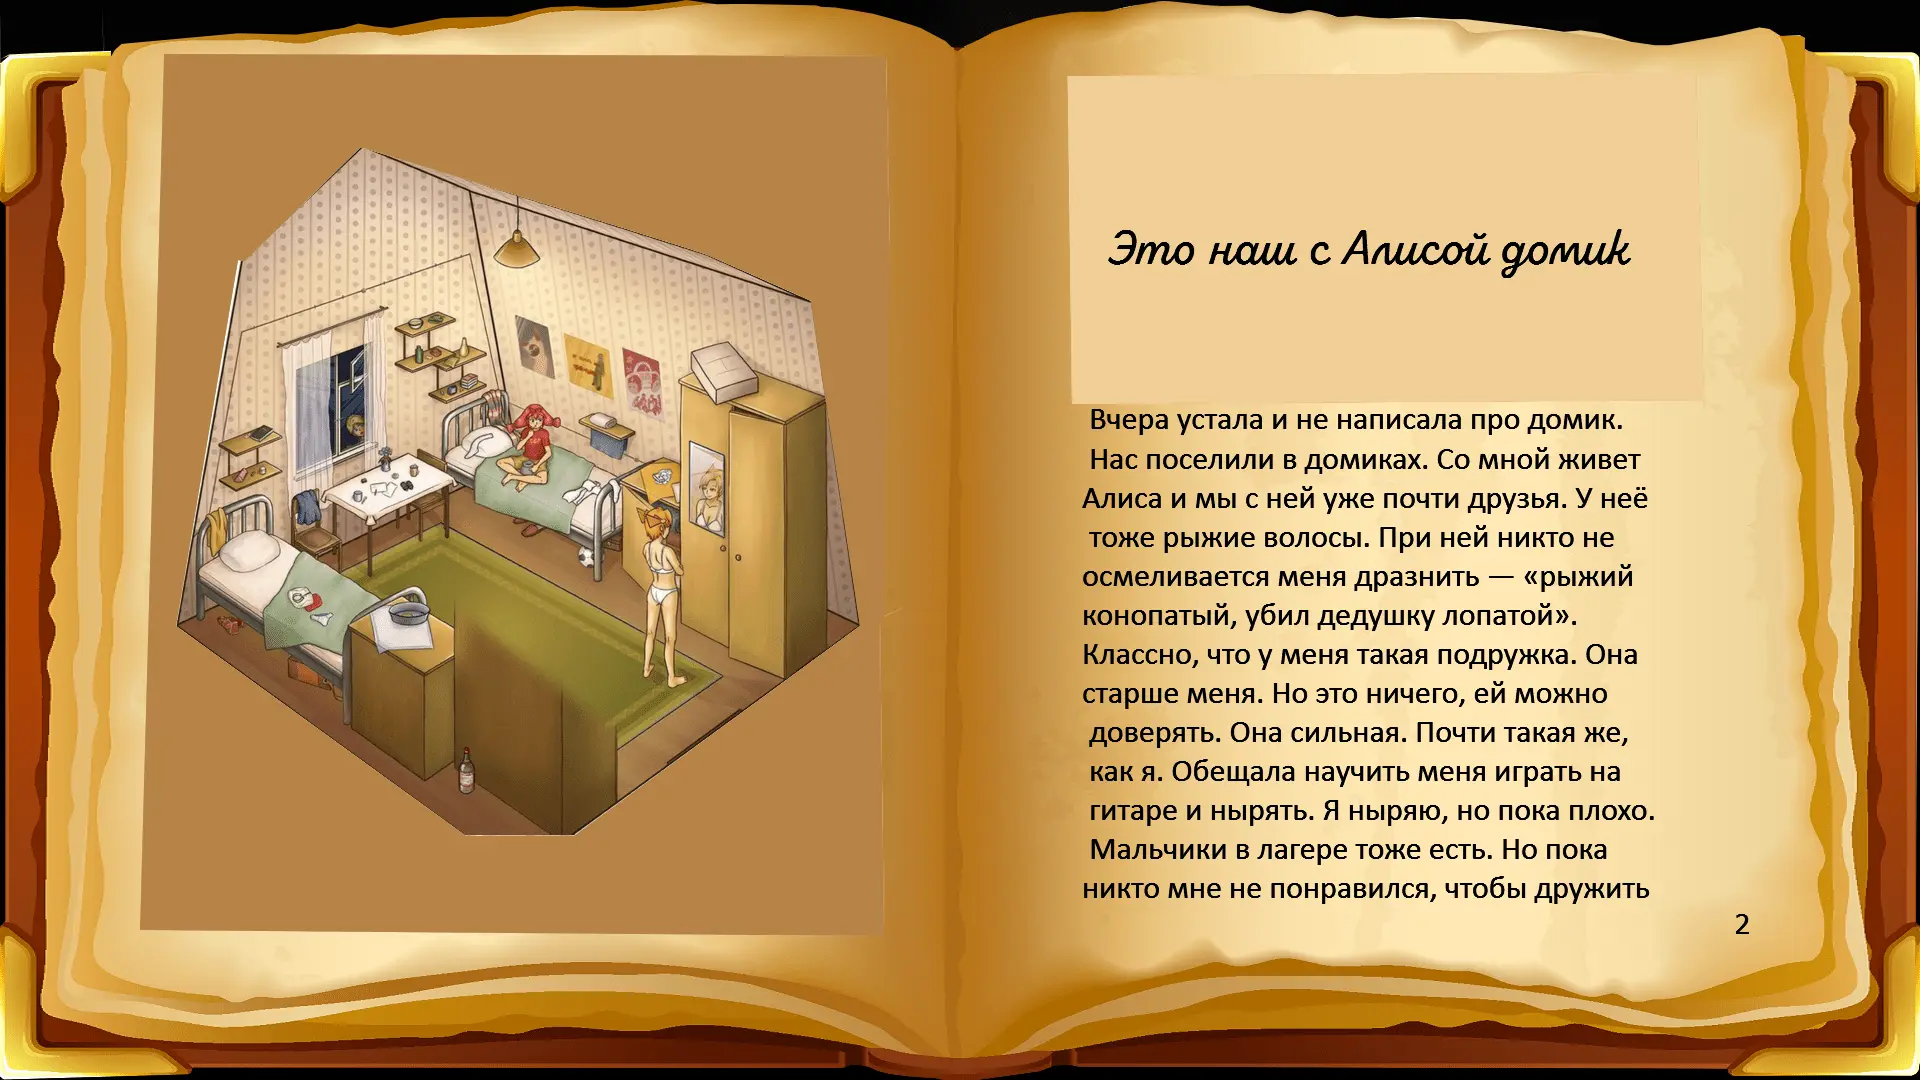 Это наш с Алисой домик
Вчера устала и не написала про домик.
Нас поселили в домиках. Со мной живет
Алиса и мы с ней уже почти друзья. У неё
тоже рыжие волосы. При ней никто не
осмеливается меня дразнить — «рыжий
конопатый, убил дедушку лопатой».
Классно, что у меня такая подружка. Она
старше меня. Но это ничего, ей можно
доверять. Она сильная. Почти такая же,
как я. Обещала научить меня играть на
гитаре и нырять. Я ныряю, но пока плохо.
Мальчики в лагере тоже есть. Но пока
никто мне не понравился, чтобы дружить
2